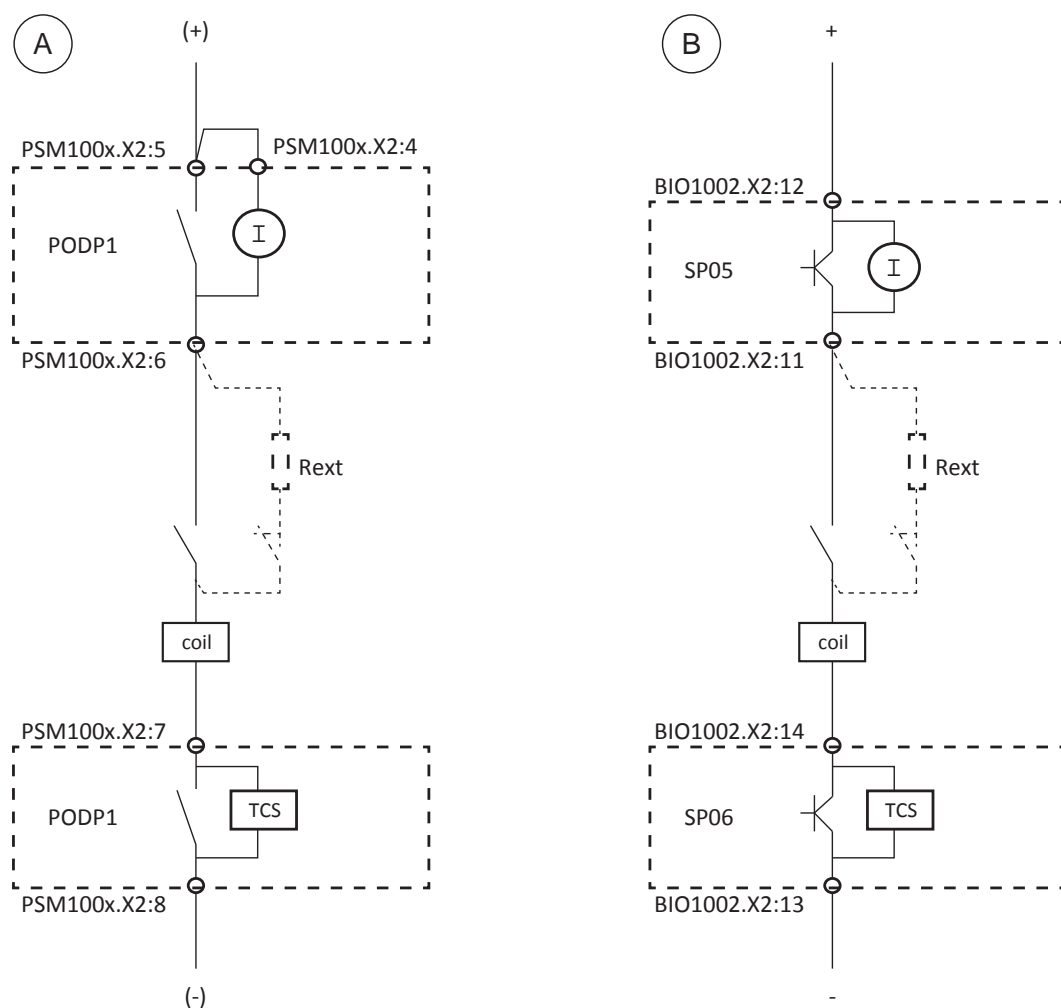 A
(+)
PSM100x.X2:5
PSM100x.X2:4
PODP1
I
PSM100x.X2:6
Rext
coil
PSM100x.X2:7
PODP1
TCS
PSM100x.X2:8
(-)
B
+
BIO1002.X2:12
SP05
I
BIO1002.X2:11
Rext
coil
BIO1002.X2:14
SP06
TCS
BIO1002.X2:13
-